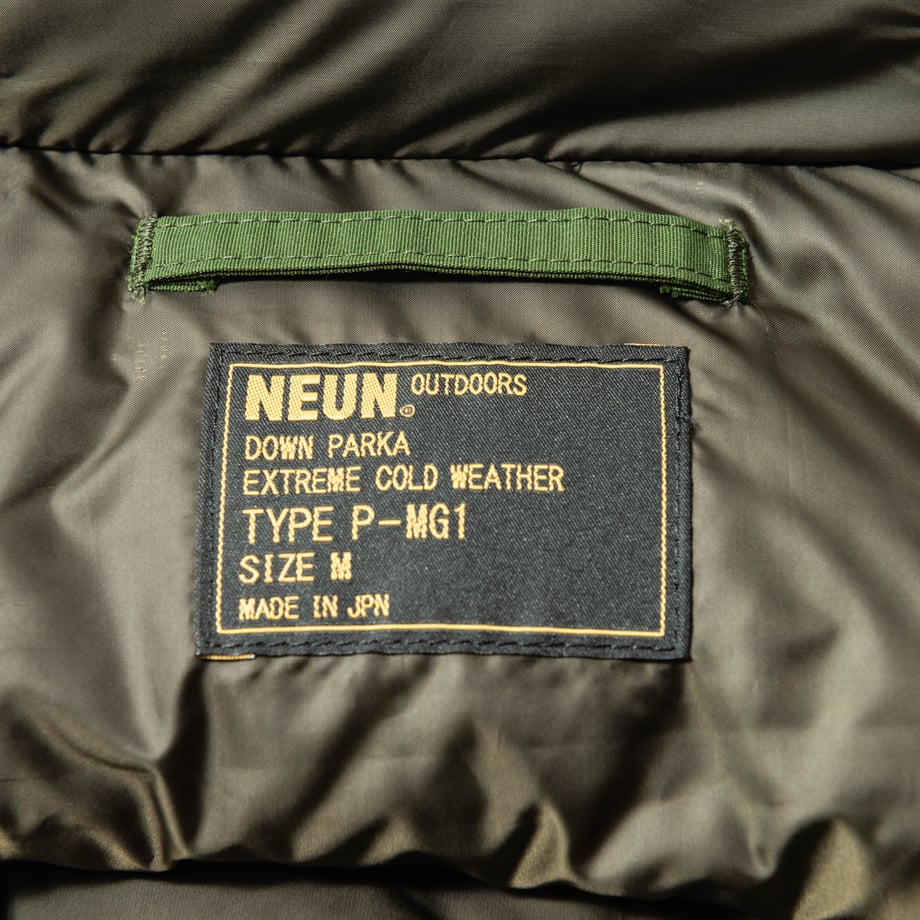 NEUN® OUTDOORS
DOWN PARKA
EXTREME COLD WEATHER
TYPE P-MG1
SIZE M
MADE IN JPN